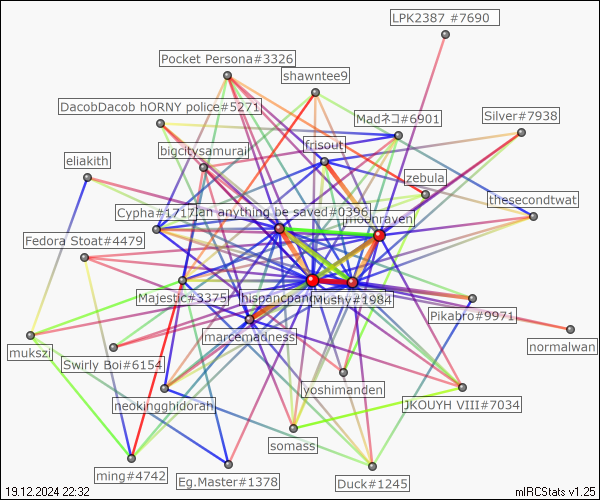 LPK2387 #7690
Pocket Persona#3326
shawntee9
DacobDacob hORNY police#5271
Madネコ#6901
Silver#7938
bigcitysamurai
frisout
eliakith
zebula
thesecondtwat
Cypha#1717
an anything be saved#0396
moonraven
Fedora Stoat#4479
Majestic#3375
hispancpand
Mushy#1984
Pikabro#9971
marcemadness
normalwan
mukszi
Swirly Boi#6154
yoshimanden
neokingghidorah
JKOUYH VIII#7034
somass
ming#4742
Eg.Master#1378
Duck#1245
19.12.2024 22:32
mIRCStats v1.25